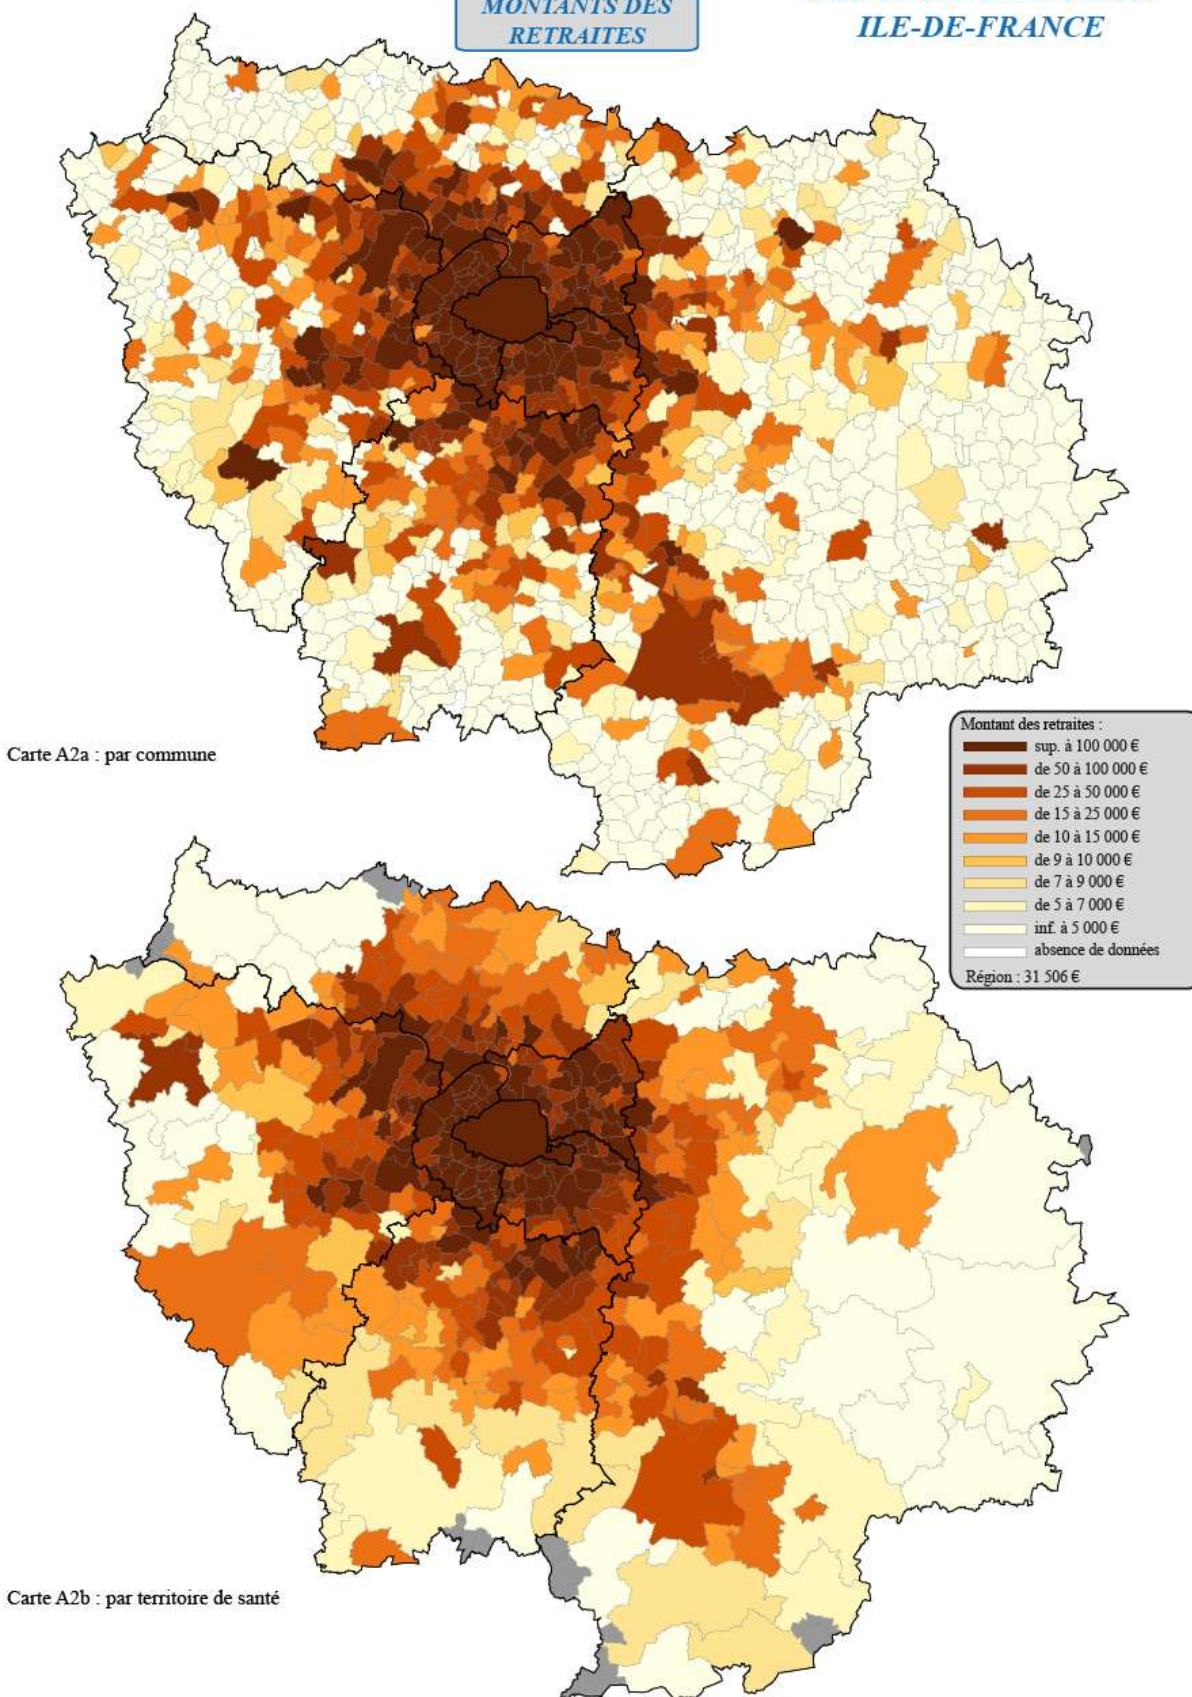 MONTANTS DES
RETRAITES
ILE-DE-FRANCE
Carte A2a : par commune
Montant des retraites :
sup. à 100 000 €
de 50 à 100 000 €
de 25 à 50 000 €
de 15 à 25 000 €
de 10 à 15 000 €
de 9 à 10 000 €
de 7 à 9 000 €
de 5 à 7 000 €
inf. à 5 000 €
absence de données
Région : 31 506 €
Carte A2b : par territoire de santé